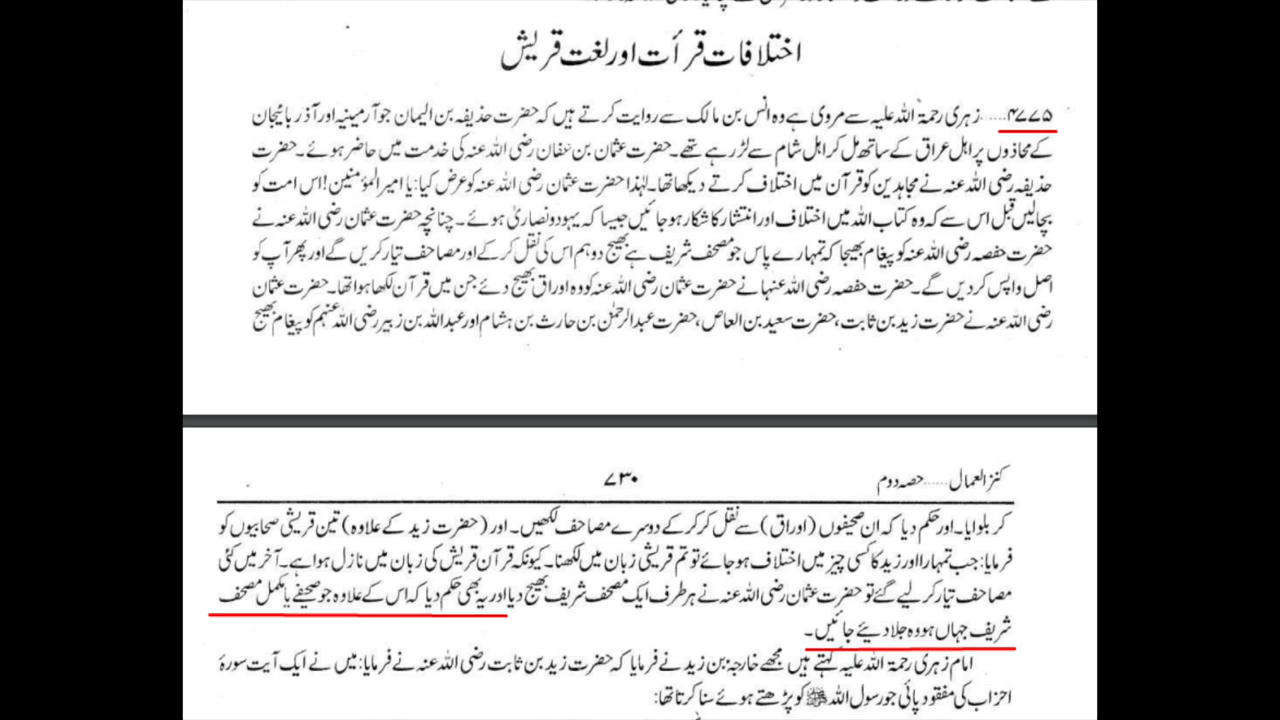 اختلافات قرأت اور لغت قریش
۴۷۷۵......زہری رحمۃ اللہ علیہ سے مروی ہے وہ انس بن مالک سے روایت کرتے ہیں کہ حضرت حذیفہ بن الیمان جو آرمینیہ اور آذر بائیجان
کے محاذوں پر اہل عراق کے ساتھ مل کر اہل شام سے لڑ رہے تھے۔ حضرت عثمان بن عفان رضی اللہ عنہ کی خدمت میں حاضر ہوئے۔ حضرت
حذیفہ رضی اللہ عنہ نے مجاہدین کو قرآن میں اختلاف کرتے دیکھا تھا۔ لہٰذا حضرت عثمان رضی اللہ عنہ کو عرض کیا: یا امیر المؤمنین! اس امت کو
بچالیں قبل اس سے کہ وہ کتاب اللہ میں اختلاف اور انتشار کا شکار ہو جائیں جیسا کہ یہود و نصاریٰ ہوئے۔ چنانچہ حضرت عثمان رضی اللہ عنہ نے
حضرت حفصہ رضی اللہ عنہ کو پیغام بھیجا کہ تمہارے پاس جو مصحف شریف ہے بھیج دو ہم اس کی نقل کر کے اور مصاحف تیار کریں گے اور پھر آپ کو
اصل واپس کر دیں گے۔ حضرت حفصہ رضی اللہ عنہا نے حضرت عثمان رضی اللہ عنہ کو وہ اوراق بھیج دئے جن میں قرآن لکھا ہوا تھا۔ حضرت عثمان
رضی اللہ عنہ نے حضرت زید بن ثابت، حضرت سعید بن العاص، حضرت عبدالرحمٰن بن حارث بن ہشام اور عبداللہ بن زبیر رضی اللہ عنہم کو پیغام بھیج
کنز العمال......حصہ دوم
۷۳۰
کر بلوایا۔ اور حکم دیا کہ ان صحیفوں (اوراق) سے نقل کر کر کے دوسرے مصاحف لکھیں۔ اور (حضرت زید کے علاوہ) تین قریشی صحابیوں کو
فرمایا: جب تمہارا اور زید کا کسی چیز میں اختلاف ہو جائے تو تم قریشی زبان میں لکھنا۔ کیونکہ قرآن قریش کی زبان میں نازل ہوا ہے۔ آخر میں کئی
مصاحف تیار کر لیے گئے تو حضرت عثمان رضی اللہ عنہ نے ہر طرف ایک مصحف شریف بھیج دیا اور یہ بھی حکم دیا کہ اس کے علاوہ جو صحیفے یا مکمل مصحف
شریف جہاں ہو وہ جلا دیئے جائیں۔
امام زہری رحمۃ اللہ علیہ کہتے ہیں مجھے خارجہ بن زید نے فرمایا کہ حضرت زید بن ثابت رضی اللہ عنہ نے فرمایا: میں نے ایک آیت سورۂ
احزاب کی مفقود پائی جو رسول اللہ ﷺ کو پڑھتے ہوئے سنا کرتا تھا: